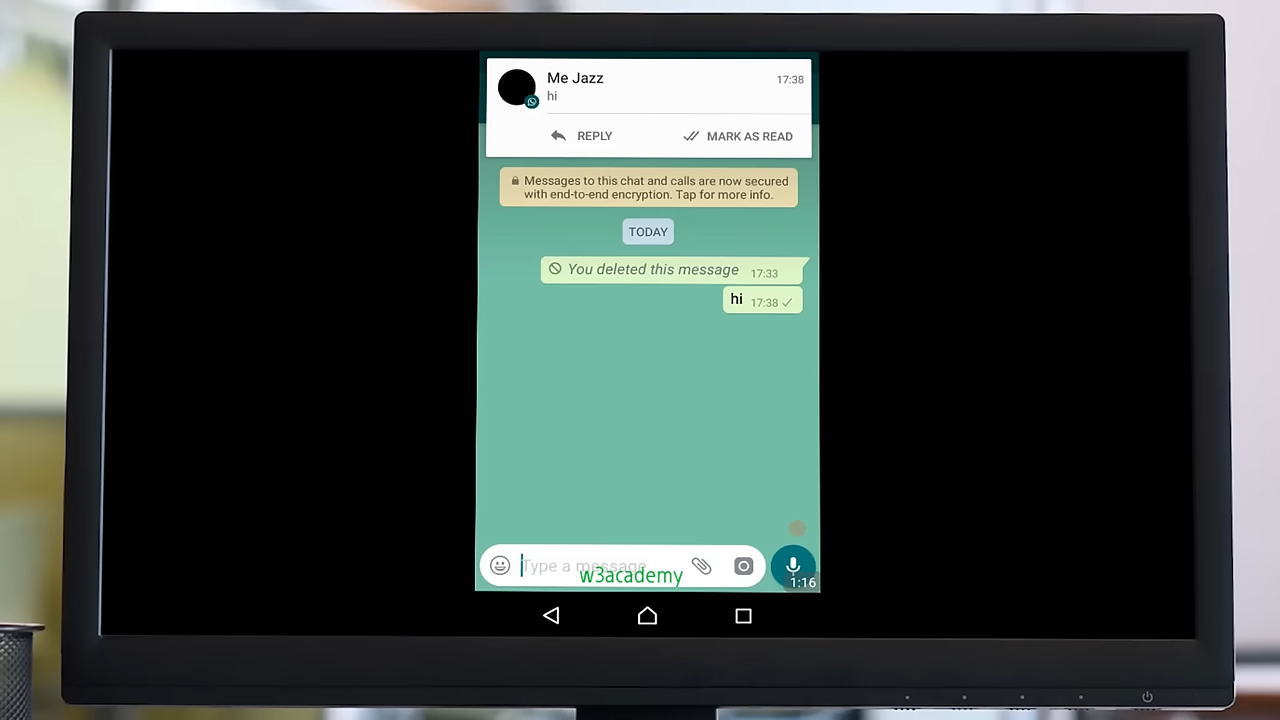 Me Jazz 17:38
hi
REPLY MARK AS READ
Messages to this chat and calls are now secured
with end-to-end encryption. Tap for more info.
TODAY
You deleted this message 17:33
hi 17:38
Type a message
w3academy
1:16